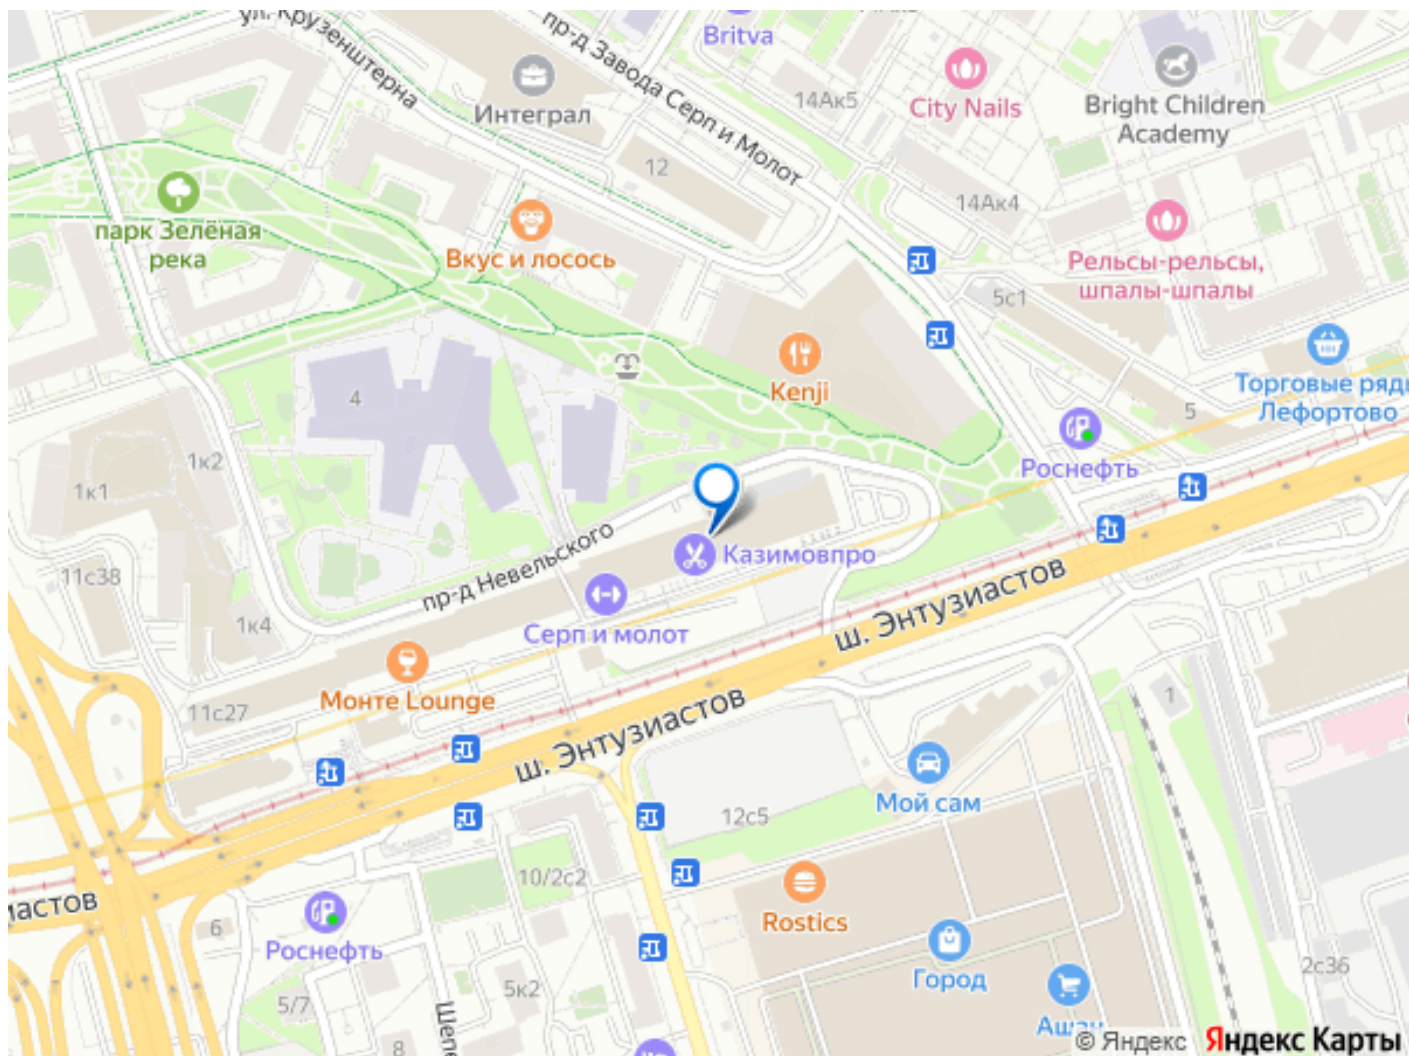 ул. Крузенштерна
пр-д Завода Серп и Молот
14Ак5
Britva
City Nails
Bright Children
Academy
Интеграл
12
14Ак4
парк Зелёная
река
Вкус и лосось
Рельсы-рельсы,
шпалы-шпалы
5с1
Kenji
4
Торговые ряды
Лефортово
5
Роснефть
1к2
1к1
пр-д Невельского
Казимовпро
11с38
1к4
Серп и молот
ш. Энтузиастов
Монте Lounge
11с27
ш. Энтузиастов
1
Мой сам
12с5
10/2с2
Rostics
6
Роснефть
Город
5к2
5/7
2с36
Ашан
8
© Яндекс
Яндекс Карты